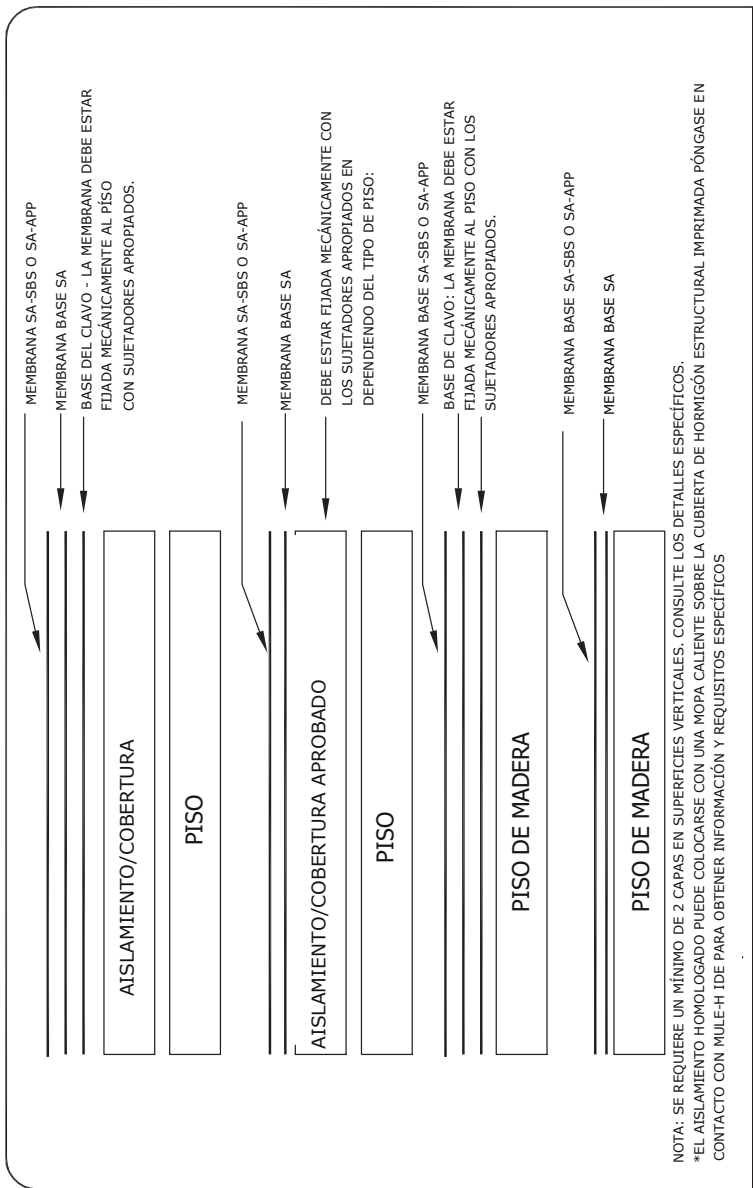 MEMBRANA SA-SBS O SA-APP
MEMBRANA BASE SA
BASE DEL CLAVO - LA MEMBRANA DEBE ESTAR
FIJADA MECÁNICAMENTE AL PÍSO
CON SUJETADORES APROPIADOS.
AISLAMIENTO/COBERTURA
PISO
MEMBRANA SA-SBS O SA-APP
MEMBRANA BASE SA
DEBE ESTAR FIJADA MECÁNICAMENTE CON
LOS SUJETADORES APROPIADOS EN
DEPENDIENDO DEL TIPO DE PISO:
AISLAMIENTO/COBERTURA APROBADO
PISO
MEMBRANA BASE SA-SBS O SA-APP
BASE DE CLAVO: LA MEMBRANA DEBE ESTAR
FIJADA MECÁNICAMENTE AL PISO CON LOS
SUJETADORES APROPIADOS.
PISO DE MADERA
MEMBRANA BASE SA-SBS O SA-APP
MEMBRANA BASE SA
PISO DE MADERA
NOTA: SE REQUIERE UN MÍNIMO DE 2 CAPAS EN SUPERFICIES VERTICALES. CONSULTE LOS DETALLES ESPECÍFICOS.
*EL AISLAMIENTO HOMOLOGADO PUEDE COLOCARSE CON UNA MOPA CALIENTE SOBRE LA CUBIERTA DE HORMIGÓN ESTRUCTURAL IMPRIMADA PÓNGASE EN
CONTACTO CON MULE-H IDE PARA OBTENER INFORMACIÓN Y REQUISITOS ESPECÍFICOS